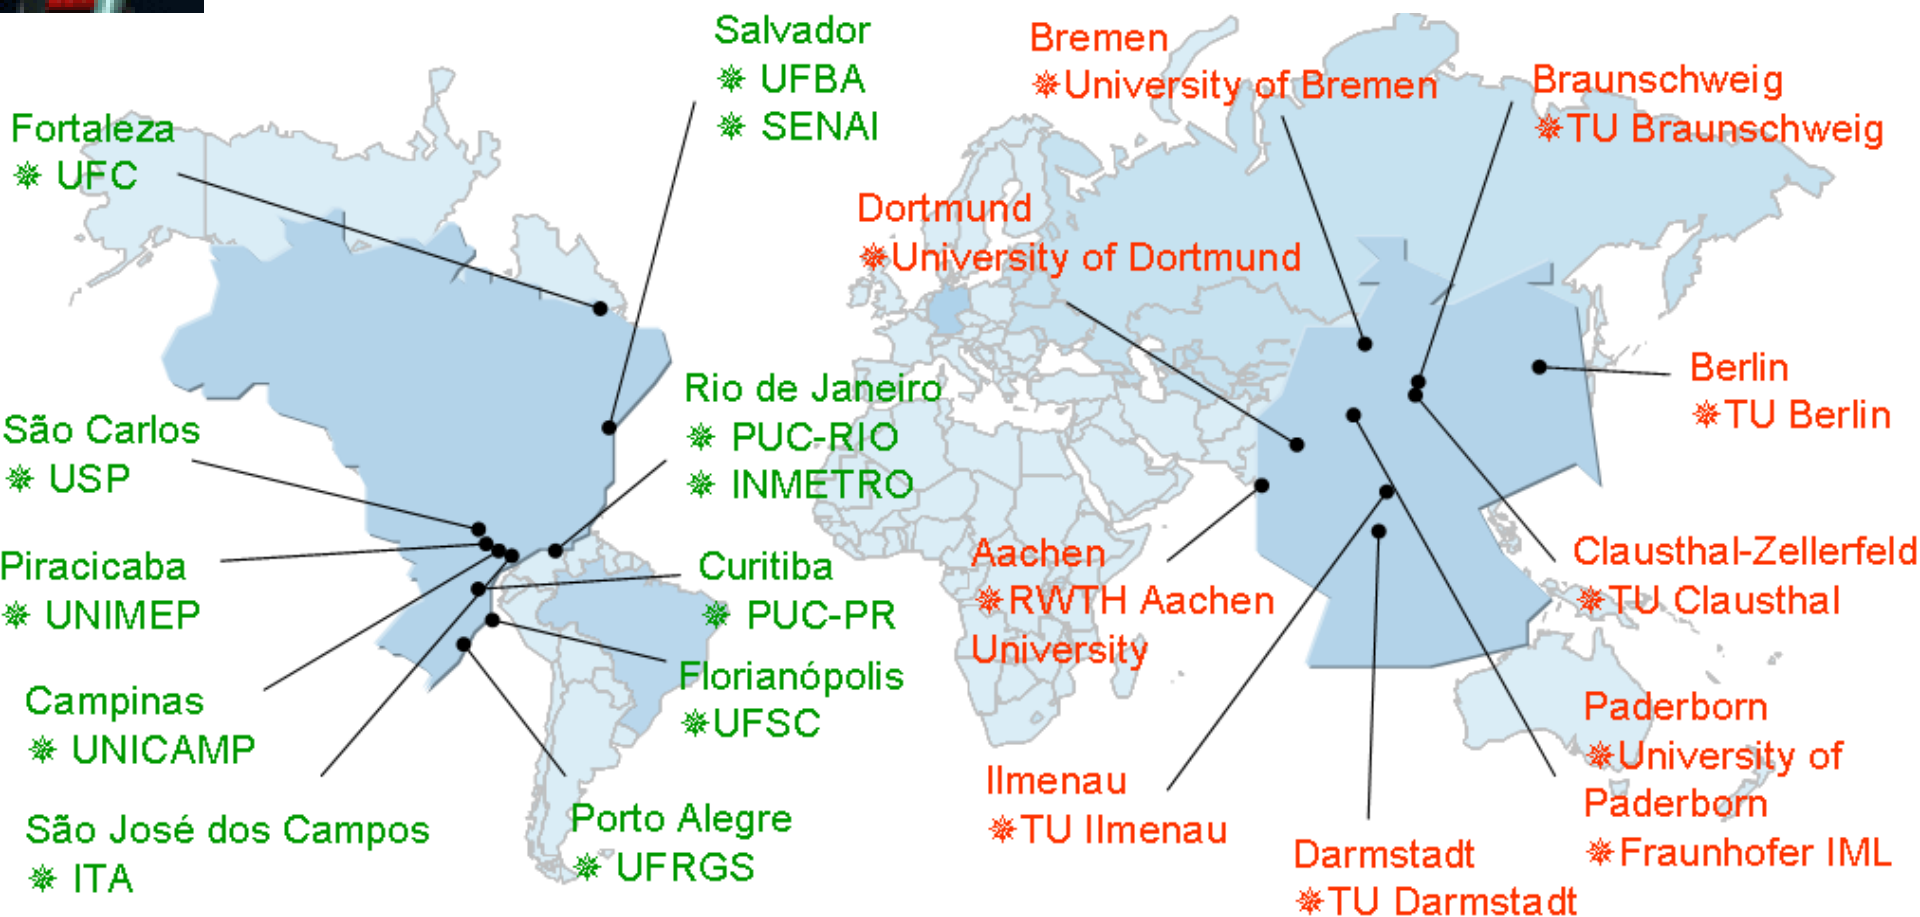 Salvador
❋ UFBA
❋ SENAI
Fortaleza
❋ UFC
São Carlos
❋ USP
Piracicaba
❋ UNIMEP
Campinas
❋ UNICAMP
São José dos Campos
❋ ITA
Rio de Janeiro
❋ PUC-RIO
❋ INMETRO
Curitiba
❋ PUC-PR
Florianópolis
❋UFSC
Porto Alegre
❋ UFRGS
Bremen
❋University of Bremen
Braunschweig
❋TU Braunschweig
Dortmund
❋University of Dortmund
Berlin
❋TU Berlin
Aachen
❋RWTH Aachen
University
Clausthal-Zellerfeld
❋TU Clausthal
Ilmenau
❋TU Ilmenau
Darmstadt
❋TU Darmstadt
Paderborn
❋University of
Paderborn
❋Fraunhofer IML